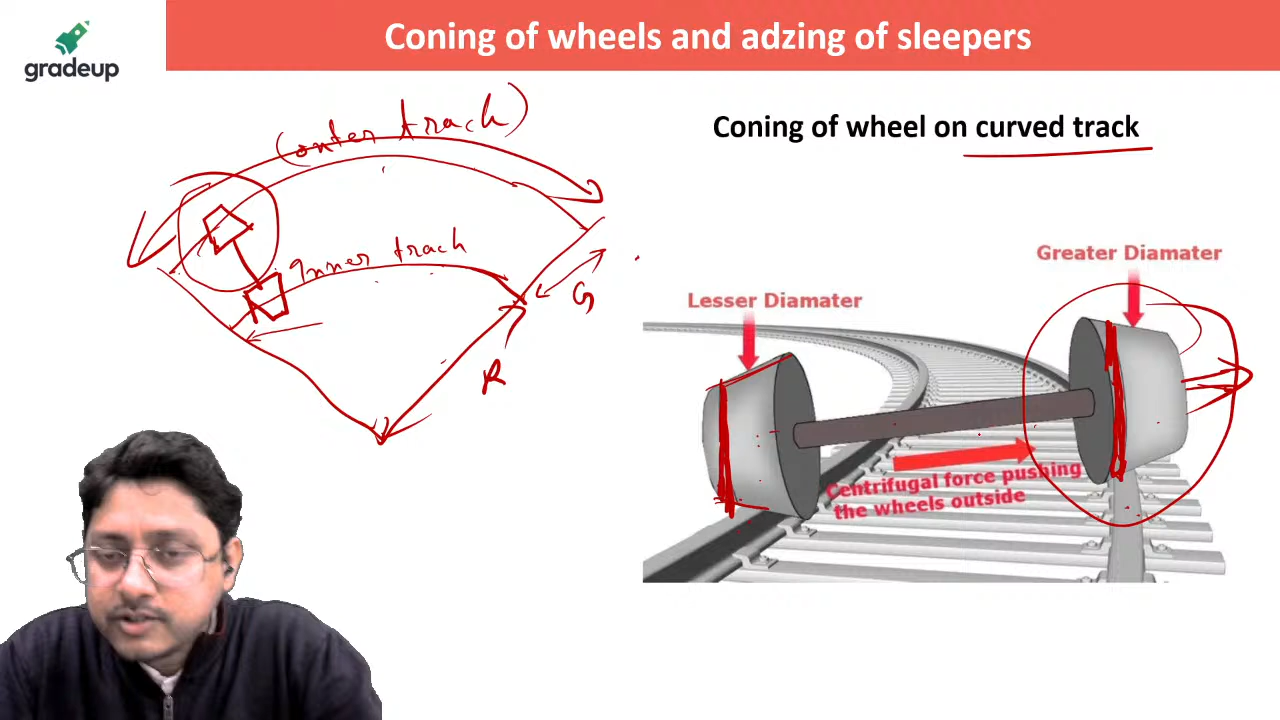 Coning of wheels and adzing of sleepers
gradeup
(outer track)
Inner track
G
R
Coning of wheel on curved track
Greater Diamater
Lesser Diamater
Centrifugal force pushing
the wheels outside